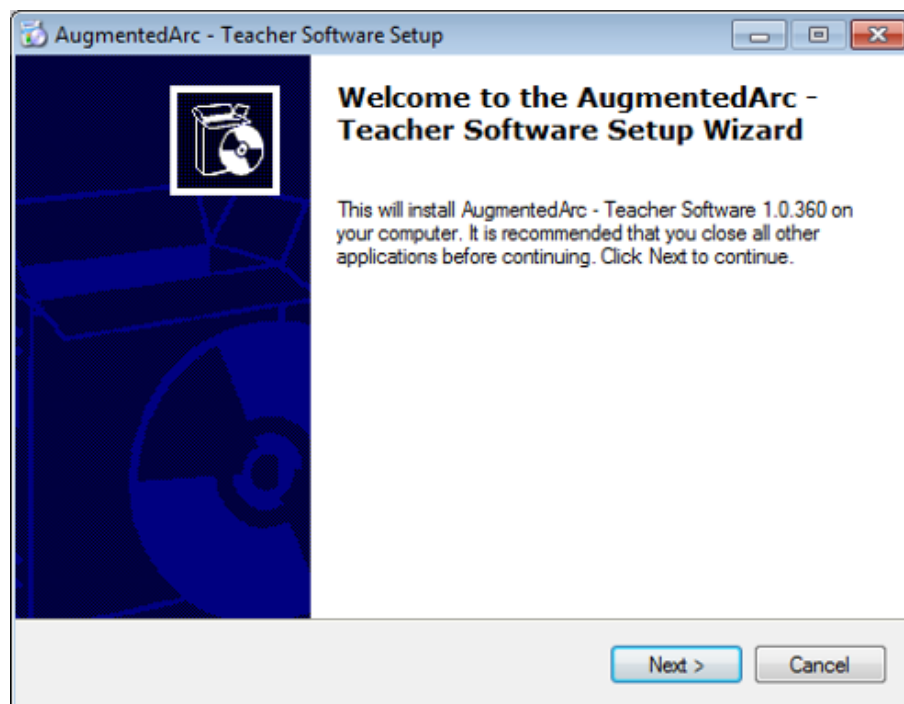 AugmentedArc - Teacher Software Setup
Welcome to the AugmentedArc -
Teacher Software Setup Wizard
This will install AugmentedArc - Teacher Software 1.0.360 on
your computer. It is recommended that you close all other
applications before continuing. Click Next to continue.
Next >
Cancel